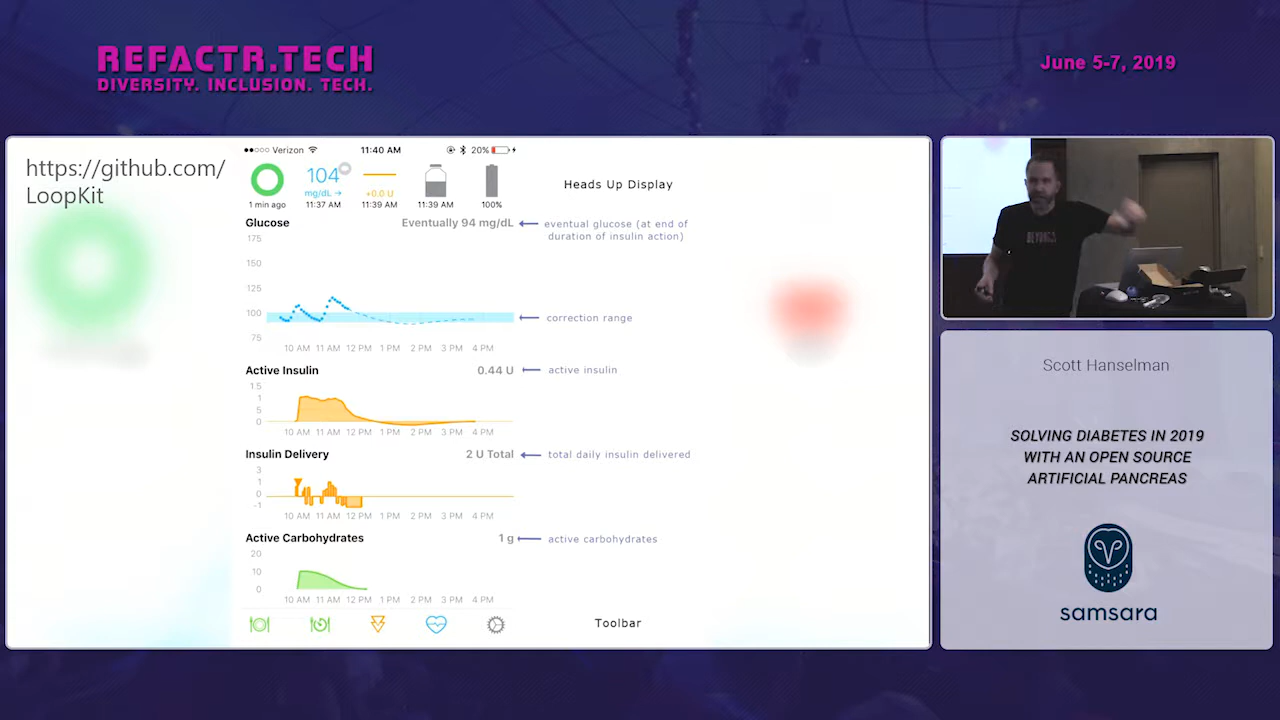 REFACTR.TECH
DIVERSITY. INCLUSION. TECH.
June 5-7, 2019
https://github.com/
LoopKit
Verizon
11:40 AM
20%
104
mg/dL →
+0.0 U
1 min ago
11:37 AM
11:39 AM
11:39 AM
100%
Heads Up Display
Glucose
Eventually 94 mg/dL
eventual glucose (at end of
duration of insulin action)
175
150
125
100
75
correction range
10 AM 11 AM 12 PM 1 PM 2 PM 3 PM 4 PM
Active Insulin
0.44 U
active insulin
1.5
1
5
0
10 AM 11 AM 12 PM 1 PM 2 PM 3 PM 4 PM
Insulin Delivery
2 U Total
total daily insulin delivered
3
1
0
-1
10 AM 11 AM 12 PM 1 PM 2 PM 3 PM 4 PM
Active Carbohydrates
1 g
active carbohydrates
20
10
0
10 AM 11 AM 12 PM 1 PM 2 PM 3 PM 4 PM
Toolbar
BEYONCÉ
Scott Hanselman
SOLVING DIABETES IN 2019
WITH AN OPEN SOURCE
ARTIFICIAL PANCREAS
samsara